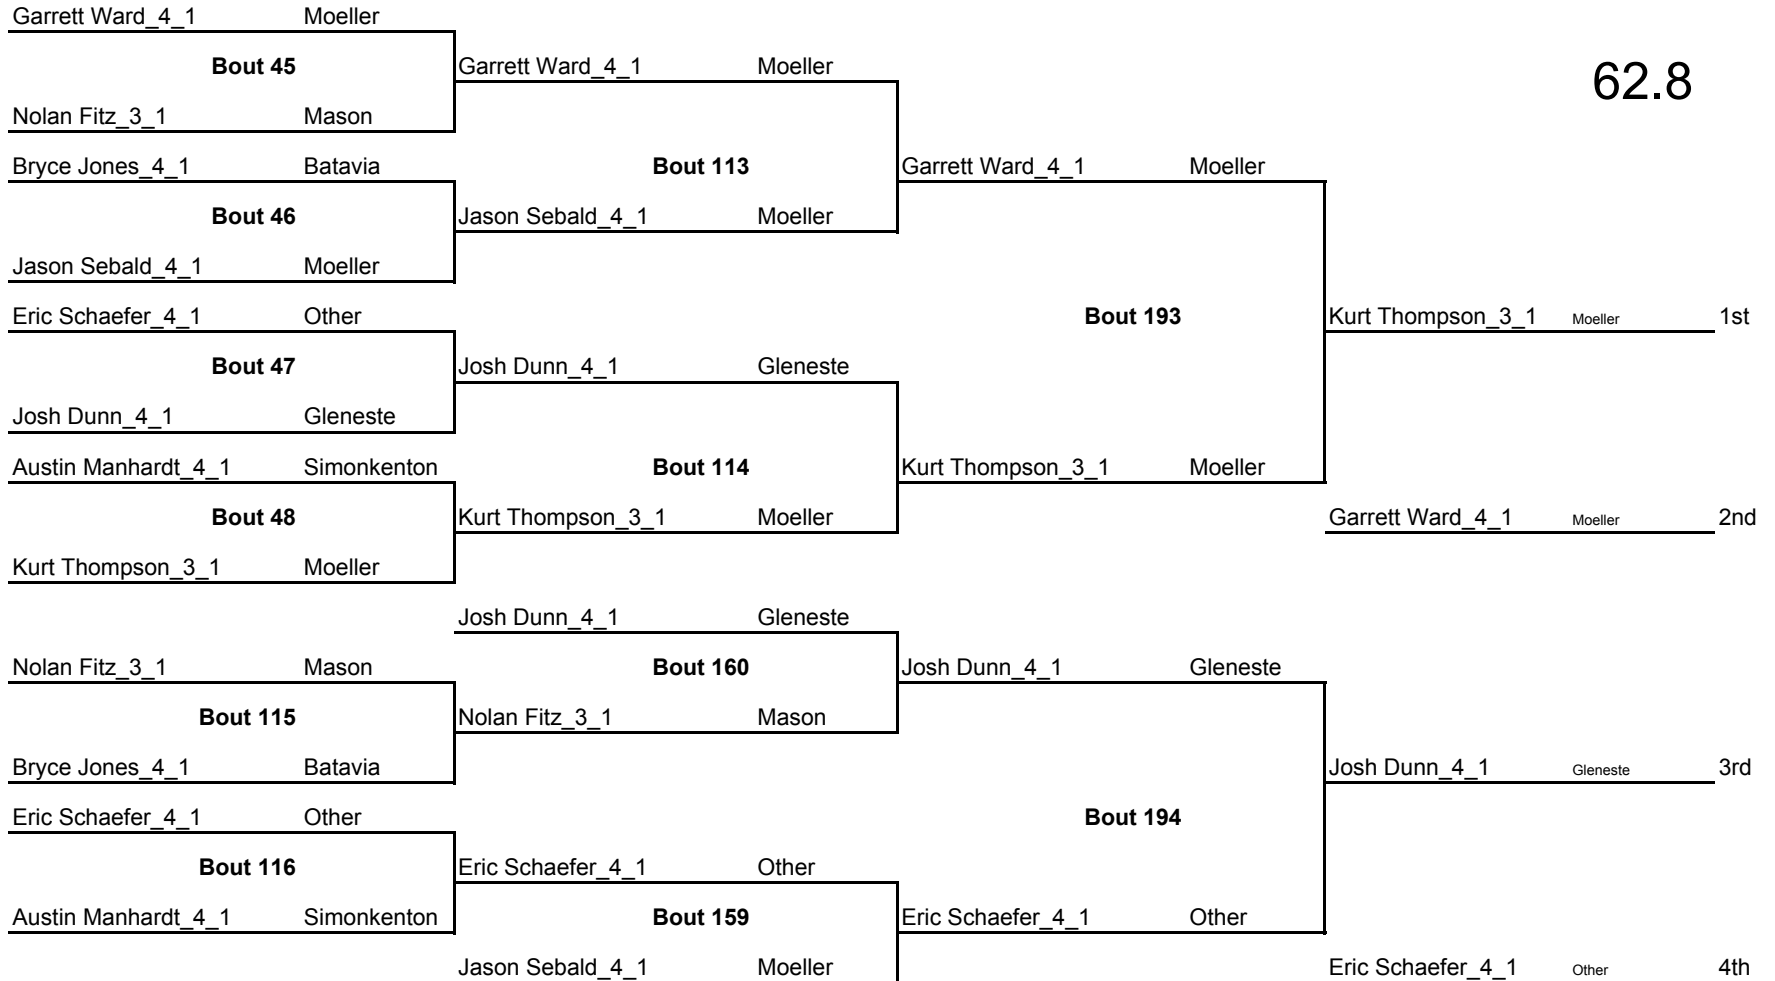 Garrett Ward_4_1 Moeller
Bout 45 Garrett Ward_4_1 Moeller 62.8
Nolan Fitz_3_1 Mason
Bryce Jones_4_1 Batavia Bout 113 Garrett Ward_4_1 Moeller
Bout 46 Jason Sebald_4_1 Moeller
Jason Sebald_4_1 Moeller
Eric Schaefer_4_1 Other Bout 193 Kurt Thompson_3_1 Moeller 1st
Bout 47 Josh Dunn_4_1 Gleneste
Josh Dunn_4_1 Gleneste
Austin Manhardt_4_1 Simonkenton Bout 114 Kurt Thompson_3_1 Moeller
Bout 48 Kurt Thompson_3_1 Moeller Garrett Ward_4_1 Moeller 2nd
Kurt Thompson_3_1 Moeller
Josh Dunn_4_1 Gleneste
Nolan Fitz_3_1 Mason Bout 160 Josh Dunn_4_1 Gleneste
Bout 115 Nolan Fitz_3_1 Mason
Bryce Jones_4_1 Batavia Josh Dunn_4_1 Gleneste 3rd
Eric Schaefer_4_1 Other Bout 194
Bout 116 Eric Schaefer_4_1 Other
Austin Manhardt_4_1 Simonkenton Bout 159 Eric Schaefer_4_1 Other
Jason Sebald_4_1 Moeller Eric Schaefer_4_1 Other 4th